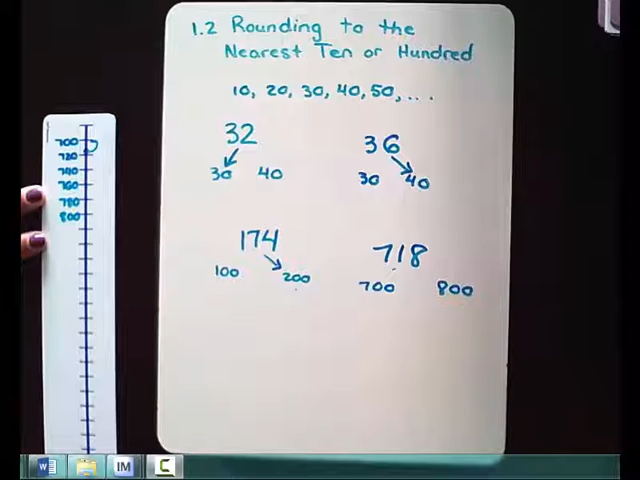 1.2 Rounding to the
Nearest Ten or Hundred
10, 20, 30, 40, 50, ...
32
36
30 40
30 40
174
718
100 200
700 800
700
720
740
760
780
800
W
IM
C